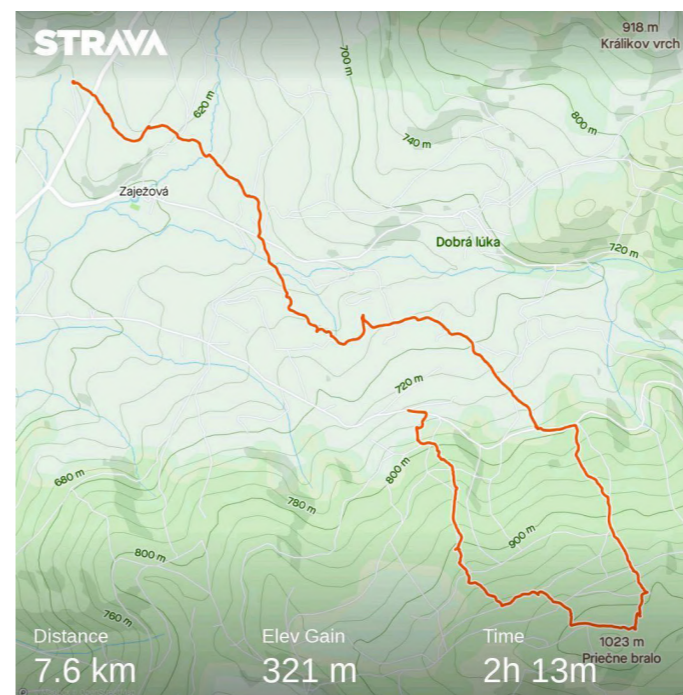 STRAVA
918 m
Králikov vrch
700 m
800 m
620 m
740 m
Zaježová
Dobrá lúka
720 m
720 m
800 m
680 m
780 m
900 m
800 m
760 m
Distance
7.6 km
Elev Gain
321 m
Time
2h 13m
1023 m
Priečne bralo